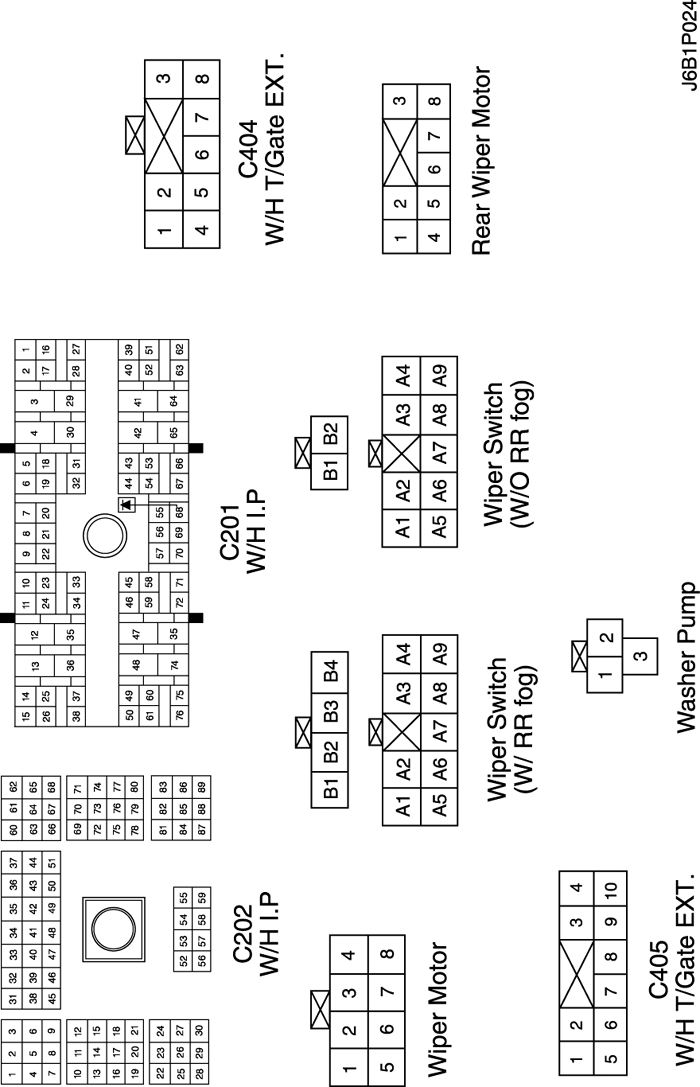 1 2 3
4 5 6
7 8 9
10 11 12
13 14 15
16 17 18
19 20 21
22 23 24
25 26 27
28 29 30
31 32 33 34 35 36 37
38 39 40 41 42 43 44
45 46 47 48 49 50 51
52 53 54 55
56 57 58 59
60 61 62
63 64 65
66 67 68
69 70 71
72 73 74
75 76 77
78 79 80
81 82 83
84 85 86
87 88 89
C202
W/H I.P
15 14 13 12 11 10 9 8 7 6 5 4 3 2 1
26 25 24 23 22 21 20 19 18 17 16
38 37 36 35 34 33 32 31 30 29 28 27
50 49 48 47 46 45 44 43 42 41 40 39
61 60 59 58 57 56 55 54 53 52 51
76 75 74 35 72 71 70 69 68 67 66 65 64 63 62
C201
W/H I.P
1 2 3
4 5 6 7 8
C404
W/H T/Gate EXT.
1 2 3 4
5 6 7 8
Wiper Motor
B1 B2 B3 B4
A1 A2 A3 A4
A5 A6 A7 A8 A9
Wiper Switch
(W/ RR fog)
B1 B2
A1 A2 A3 A4
A5 A6 A7 A8 A9
Wiper Switch
(W/O RR fog)
1 2 3
4 5 6 7 8
Rear Wiper Motor
1 2 3 4
5 6 7 8 9 10
C405
W/H T/Gate EXT.
1 2
3
Washer Pump
J6B1P024